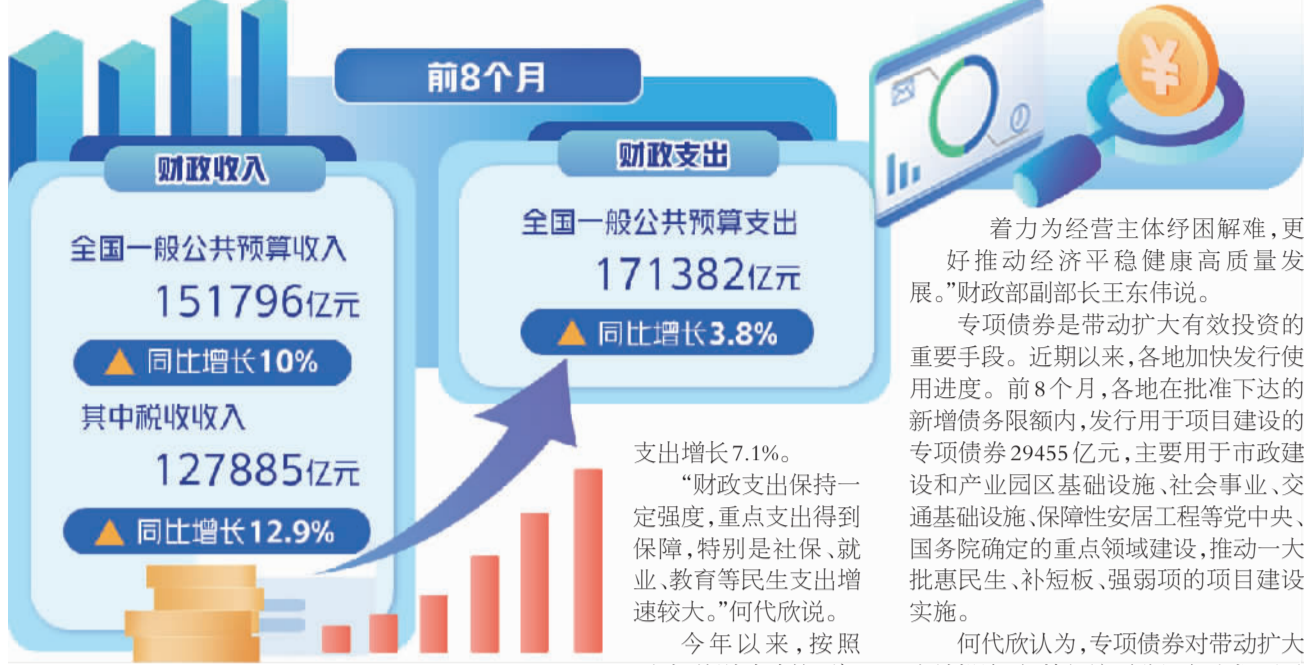 前8个月
财政收入
全国一般公共预算收入
151796亿元
同比增长10%
其中税收收入
127885亿元
同比增长12.9%
财政支出
全国一般公共预算支出
171382亿元
同比增长3.8%
支出增长7.1%。
“财政支出保持一
定强度，重点支出得到
保障，特别是社保、就
业、教育等民生支出增
速较大。”何代欣说。
今年以来，按照
着力为经营主体纾困解难，更
好推动经济平稳健康高质量发
展。”财政部副部长王东伟说。
专项债券是带动扩大有效投资的
重要手段。近期以来，各地加快发行使
用进度。前8个月，各地在批准下达的
新增债务限额内，发行用于项目建设的
专项债券29455亿元，主要用于市政建
设和产业园区基础设施、社会事业、交
通基础设施、保障性安居工程等党中央、
国务院确定的重点领域建设，推动一大
批惠民生、补短板、强弱项的项目建设
实施。
何代欣认为，专项债券对带动扩大